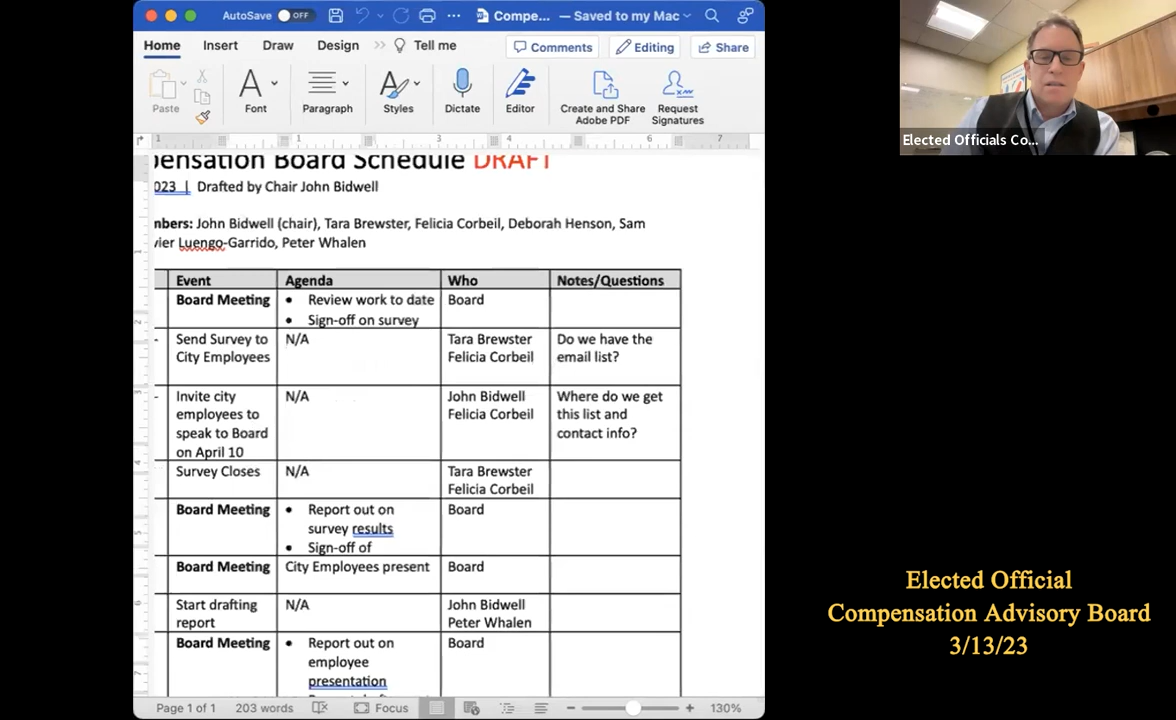 AutoSave OFF
Compe... — Saved to my Mac
Home Insert Draw Design >> Tell me
Comments Editing Share
Paste Font Paragraph Styles Dictate Editor Create and Share Adobe PDF Request Signatures
1 1 3 4 6 7
pensation Board Schedule DRAFT
023 | Drafted by Chair John Bidwell
nbers: John Bidwell (chair), Tara Brewster, Felicia Corbeil, Deborah Henson, Sam
vier Luengo-Garrido, Peter Whalen
Event Agenda Who Notes/Questions
Board Meeting • Review work to date Board
• Sign-off on survey
Send Survey to N/A Tara Brewster Do we have the
City Employees Felicia Corbeil email list?
Invite city N/A John Bidwell Where do we get
employees to Felicia Corbeil this list and
speak to Board contact info?
on April 10
Survey Closes N/A Tara Brewster
Felicia Corbeil
Board Meeting • Report out on Board
survey results
• Sign-off of
Board Meeting City Employees present Board
Start drafting N/A John Bidwell
report Peter Whalen
Board Meeting • Report out on Board
employee
presentation
Page 1 of 1 203 words Focus 130%
Elected Officials Co...
Elected Official
Compensation Advisory Board
3/13/23